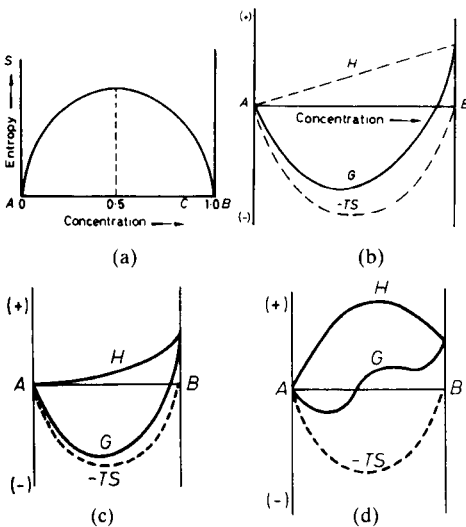 S
Entropy
A 0 0·5 C 1.0 B
Concentration
(a)
(+)
H
A B
Concentration
G
-TS
(-)
(b)
(+)
H
A B
G
-TS
(-)
(c)
(+)
H
G
A B
-TS
(-)
(d)